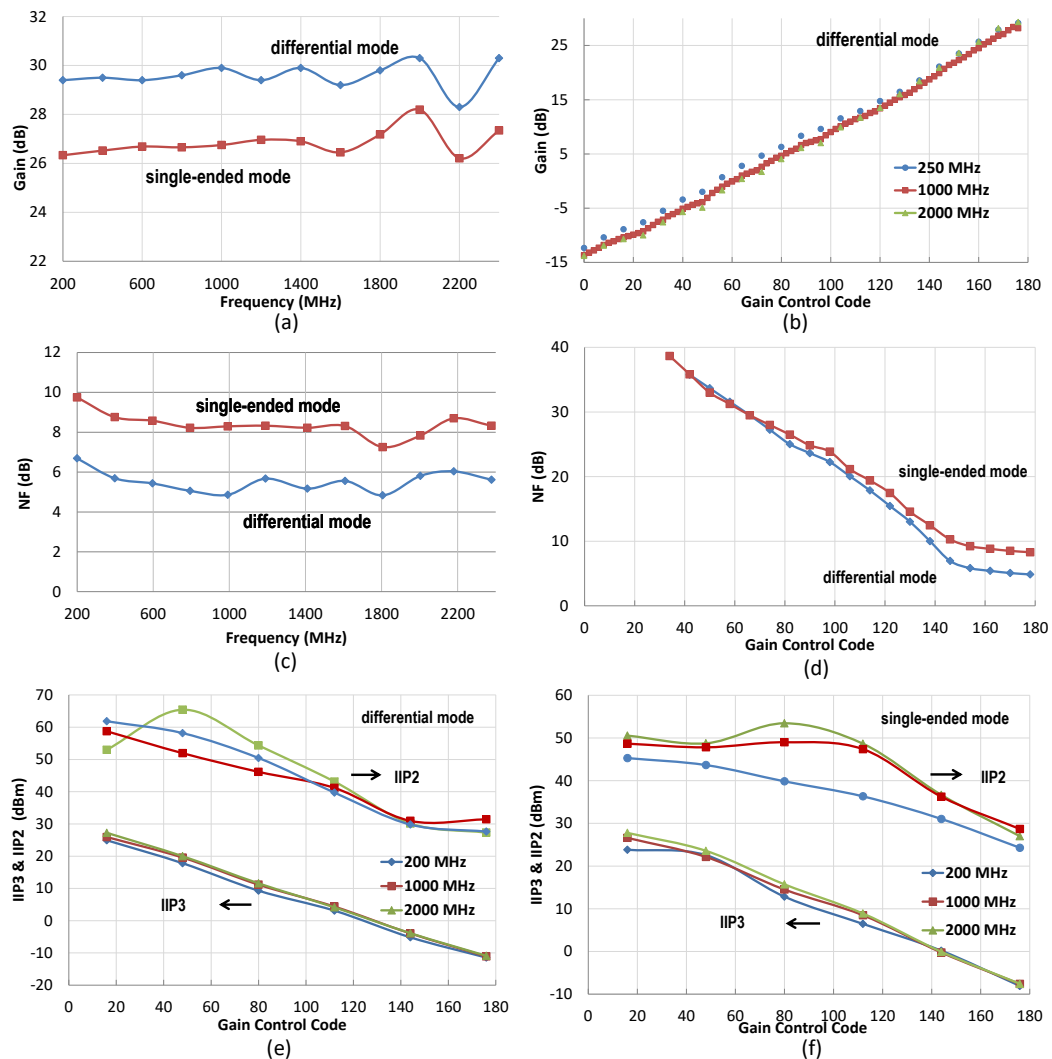 32
30
28
26
24
22
Gain (dB)
differential mode
single-ended mode
200 600 1000 1400 1800 2200
Frequency (MHz)
(a)
25
15
5
-5
-15
Gain (dB)
differential mode
250 MHz
1000 MHz
2000 MHz
0 20 40 60 80 100 120 140 160 180
Gain Control Code
(b)
12
10
8
6
4
2
0
NF (dB)
single-ended mode
differential mode
200 600 1000 1400 1800 2200
Frequency (MHz)
(c)
40
30
20
10
0
NF (dB)
single-ended mode
differential mode
0 20 40 60 80 100 120 140 160 180
Gain Control Code
(d)
70
60
50
40
30
20
10
0
-10
-20
IIP3 & IIP2 (dBm)
differential mode
IIP2
200 MHz
1000 MHz
2000 MHz
IIP3
0 20 40 60 80 100 120 140 160 180
Gain Control Code
(e)
60
50
40
30
20
10
0
-10
IIP3 & IIP2 (dBm)
single-ended mode
IIP2
200 MHz
1000 MHz
2000 MHz
IIP3
0 20 40 60 80 100 120 140 160 180
Gain Control Code
(f)